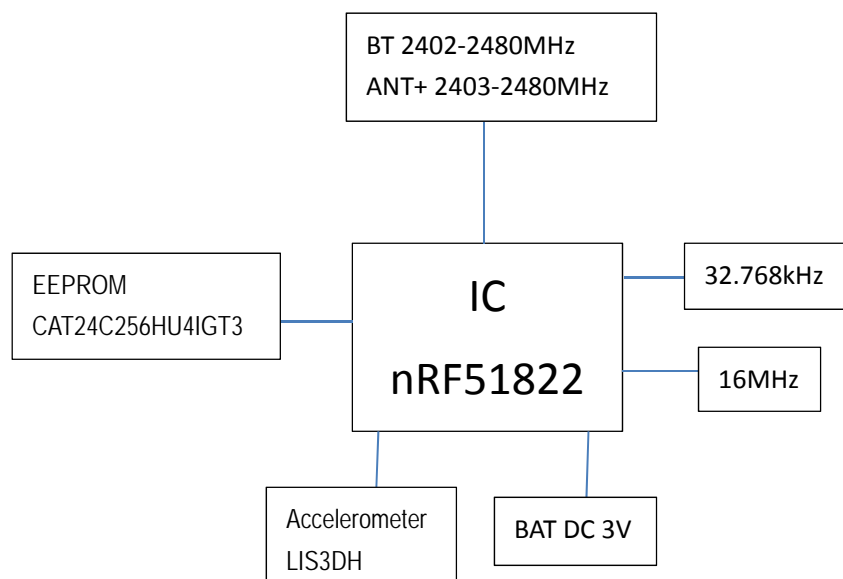 BT 2402-2480MHz
ANT+ 2403-2480MHz
EEPROM
CAT24C256HU4IGT3
IC
nRF51822
32.768kHz
16MHz
Accelerometer
LIS3DH
BAT DC 3V